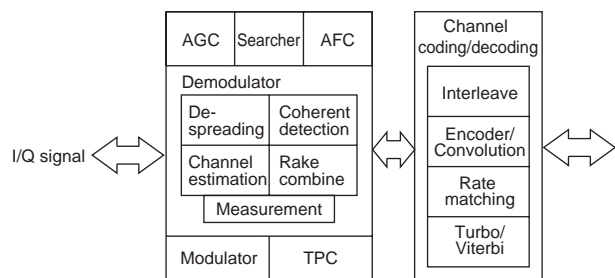 I/Q signal
AGC
Searcher
AFC
Demodulator
De-
spreading
Coherent
detection
Channel
estimation
Rake
combine
Measurement
Modulator
TPC
Channel
coding/decoding
Interleave
Encoder/
Convolution
Rate
matching
Turbo/
Viterbi